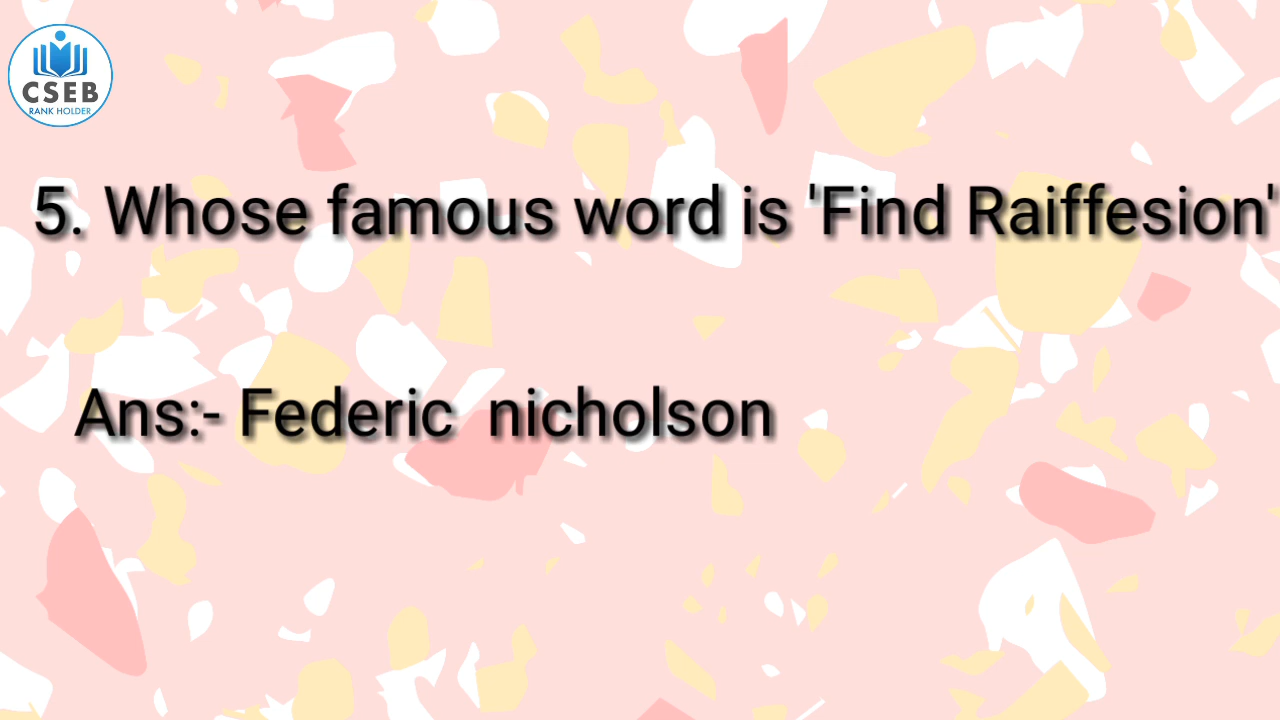 CSEB
RANK HOLDER
5. Whose famous word is 'Find Raiffesion'
Ans:- Federic nicholson